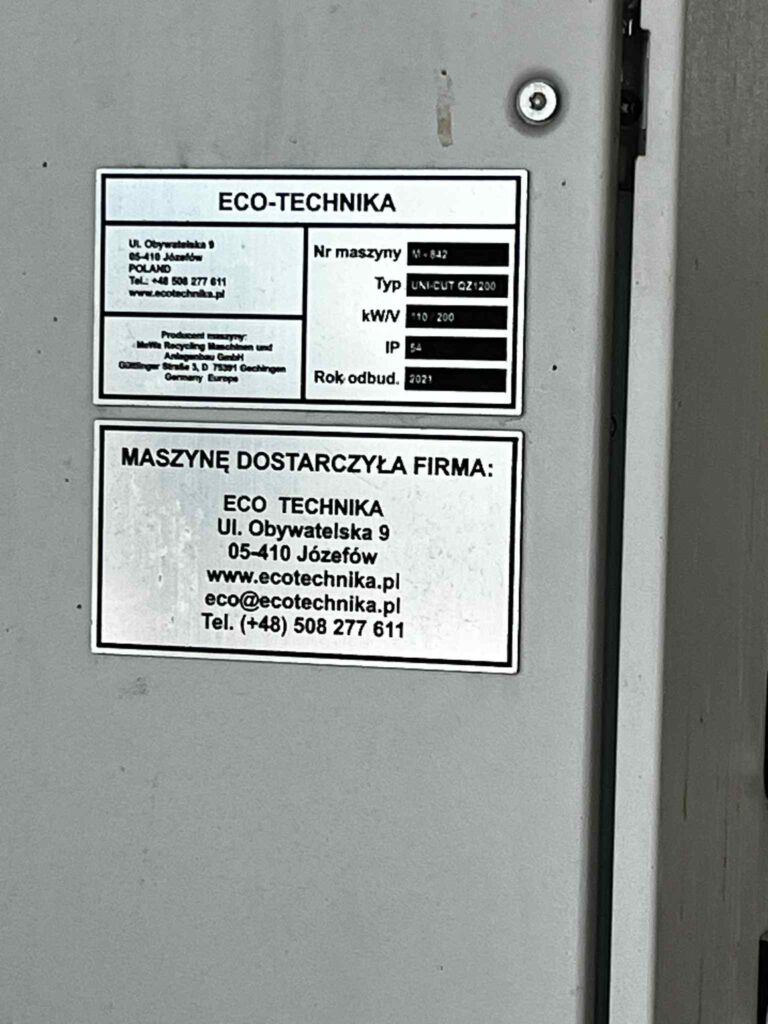 ECO-TECHNIKA
Ul. Obywatelska 9
05-410 Józefów
POLAND
Tel.: +48 508 277 611
www.ecotechnika.pl
Producent maszyny:
MeWa Recycling Maschinen und
Anlagenbau GmbH
Gültlinger Straße 3, D 75391 Gechingen
Germany Europe
Nr maszyny M - 842
Typ UNI-CUT QZ1200
kW/V 110 / 200
IP 54
Rok odbud. 2021
MASZYNĘ DOSTARCZYŁA FIRMA:
ECO TECHNIKA
Ul. Obywatelska 9
05-410 Józefów
www.ecotechnika.pl
eco@ecotechnika.pl
Tel. (+48) 508 277 611